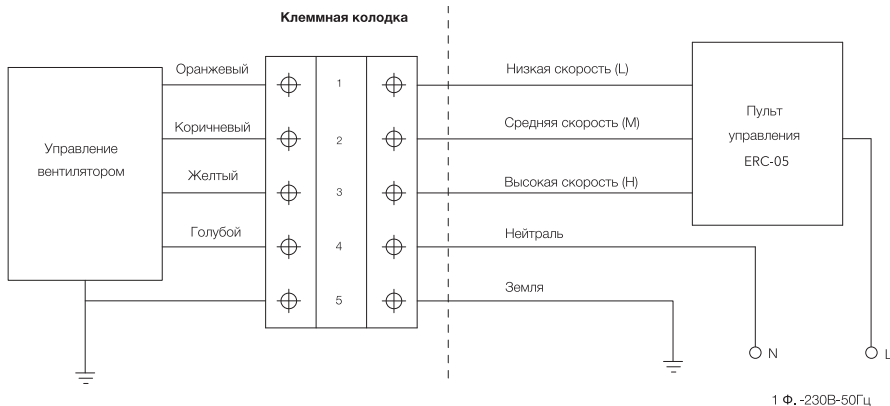 Клеммная колодка
Оранжевый
1
Низкая скорость (L)
Коричневый
2
Средняя скорость (M)
Пульт
управления
ERC-05
Управление
вентилятором
Желтый
3
Высокая скорость (H)
Голубой
4
Нейтраль
5
Земля
N
L
1 Ф. -230В-50Гц